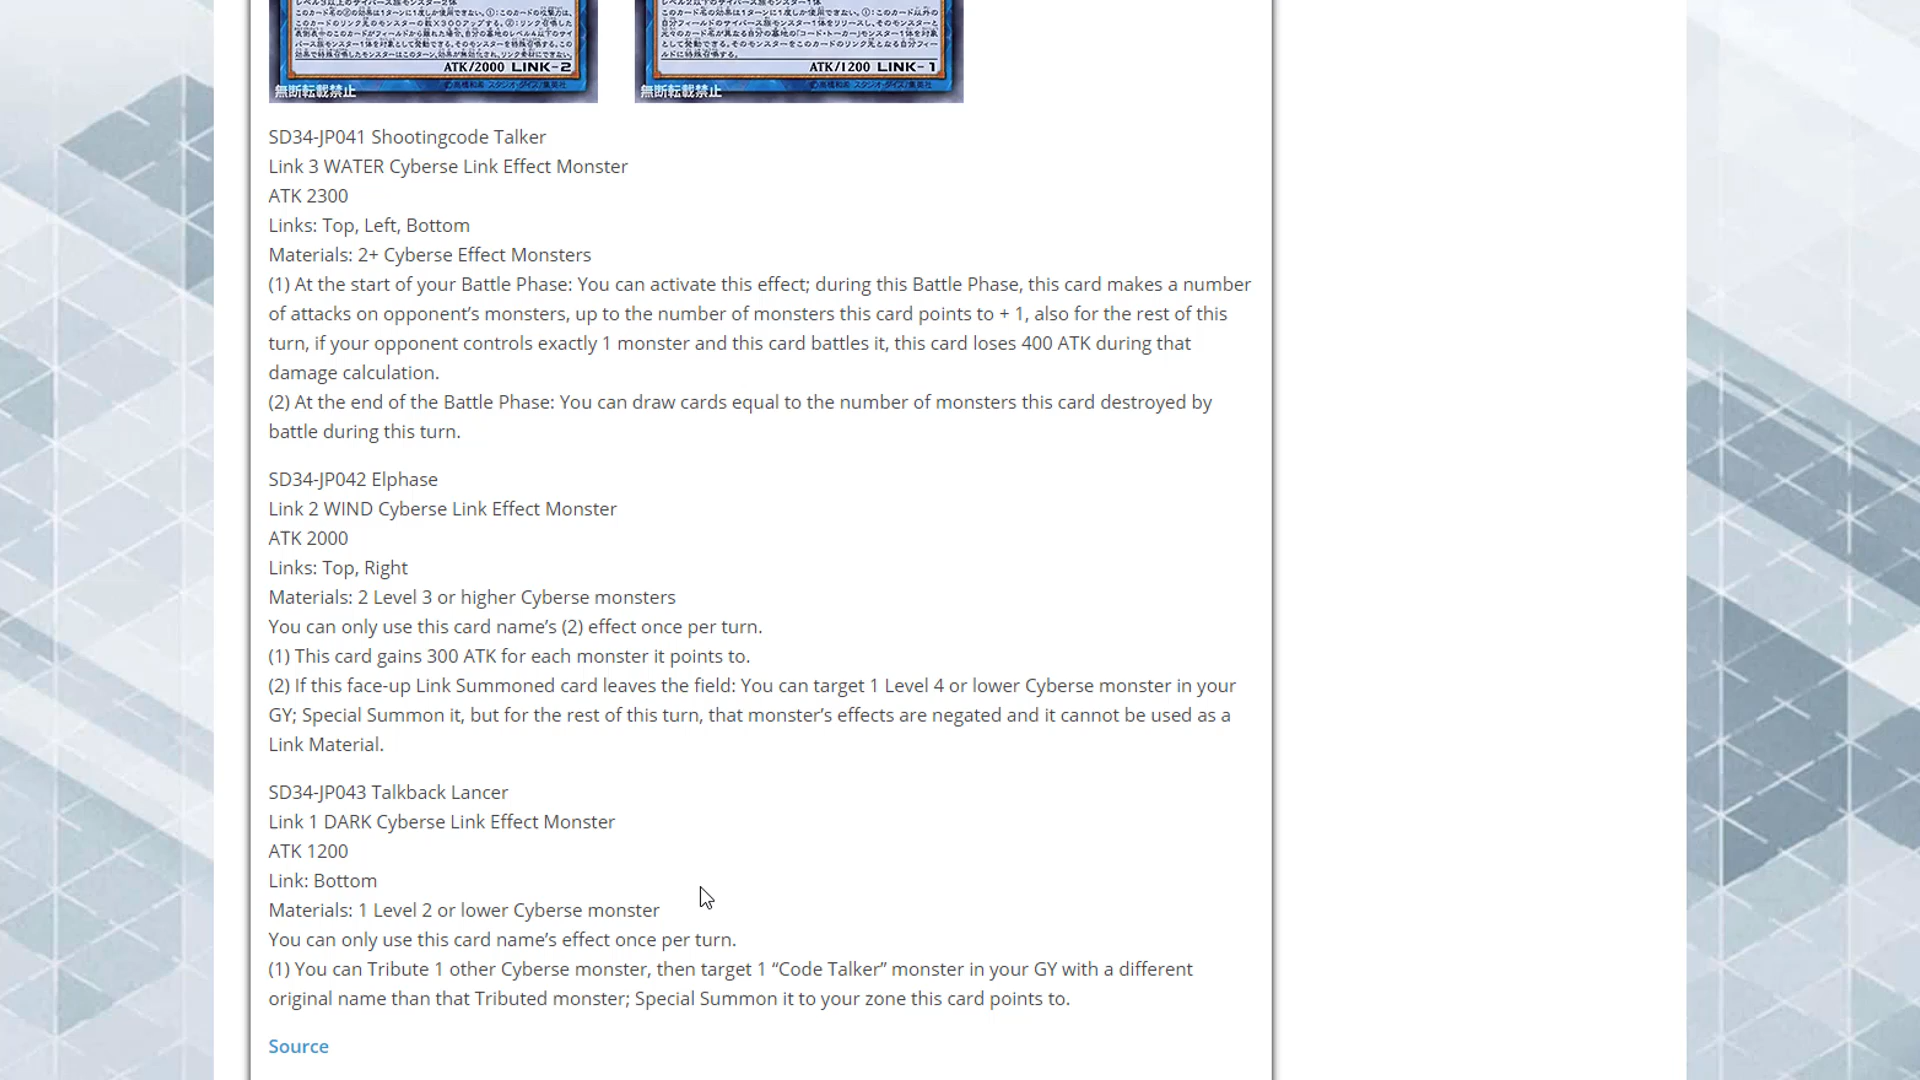 ATK/2000 LINK-2
ATK/1200 LINK-1
無断転載禁止
無断転載禁止
SD34-JP041 Shootingcode Talker
Link 3 WATER Cyberse Link Effect Monster
ATK 2300
Links: Top, Left, Bottom
Materials: 2+ Cyberse Effect Monsters
(1) At the start of your Battle Phase: You can activate this effect; during this Battle Phase, this card makes a number
of attacks on opponent’s monsters, up to the number of monsters this card points to + 1, also for the rest of this
turn, if your opponent controls exactly 1 monster and this card battles it, this card loses 400 ATK during that
damage calculation.
(2) At the end of the Battle Phase: You can draw cards equal to the number of monsters this card destroyed by
battle during this turn.
SD34-JP042 Elphase
Link 2 WIND Cyberse Link Effect Monster
ATK 2000
Links: Top, Right
Materials: 2 Level 3 or higher Cyberse monsters
You can only use this card name’s (2) effect once per turn.
(1) This card gains 300 ATK for each monster it points to.
(2) If this face-up Link Summoned card leaves the field: You can target 1 Level 4 or lower Cyberse monster in your
GY; Special Summon it, but for the rest of this turn, that monster’s effects are negated and it cannot be used as a
Link Material.
SD34-JP043 Talkback Lancer
Link 1 DARK Cyberse Link Effect Monster
ATK 1200
Link: Bottom
Materials: 1 Level 2 or lower Cyberse monster
You can only use this card name’s effect once per turn.
(1) You can Tribute 1 other Cyberse monster, then target 1 “Code Talker” monster in your GY with a different
original name than that Tributed monster; Special Summon it to your zone this card points to.
Source